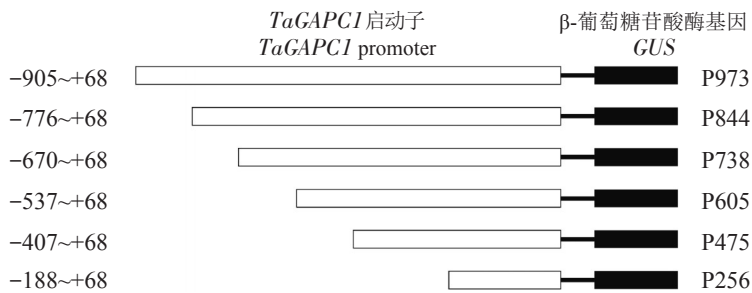 TaGAPC1启动子 β-葡萄糖苷酸酶基因
TaGAPC1 promoter GUS
−905~+68 P973
−776~+68 P844
−670~+68 P738
−537~+68 P605
−407~+68 P475
−188~+68 P256